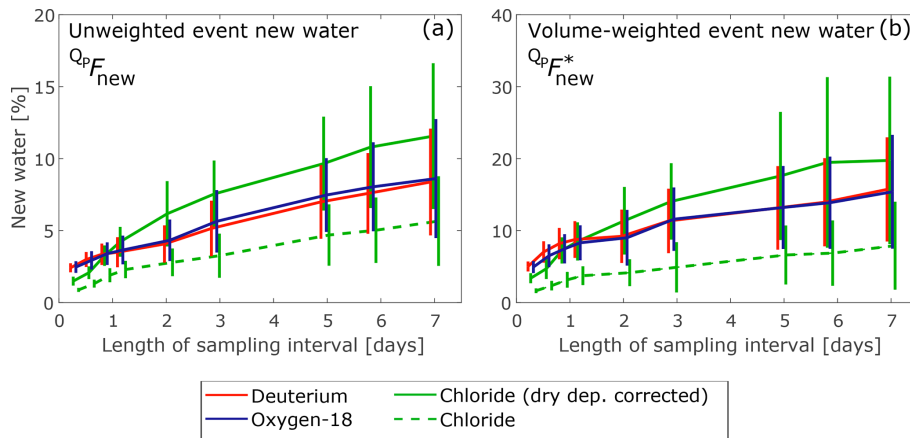 Unweighted event new water (a)
QpFnew
New water [%]
20
15
10
5
0
0 1 2 3 4 5 6 7
Length of sampling interval [days]
Volume-weighted event new water (b)
QpF*new
40
30
20
10
0
0 1 2 3 4 5 6 7
Length of sampling interval [days]
Deuterium
Chloride (dry dep. corrected)
Oxygen-18
Chloride